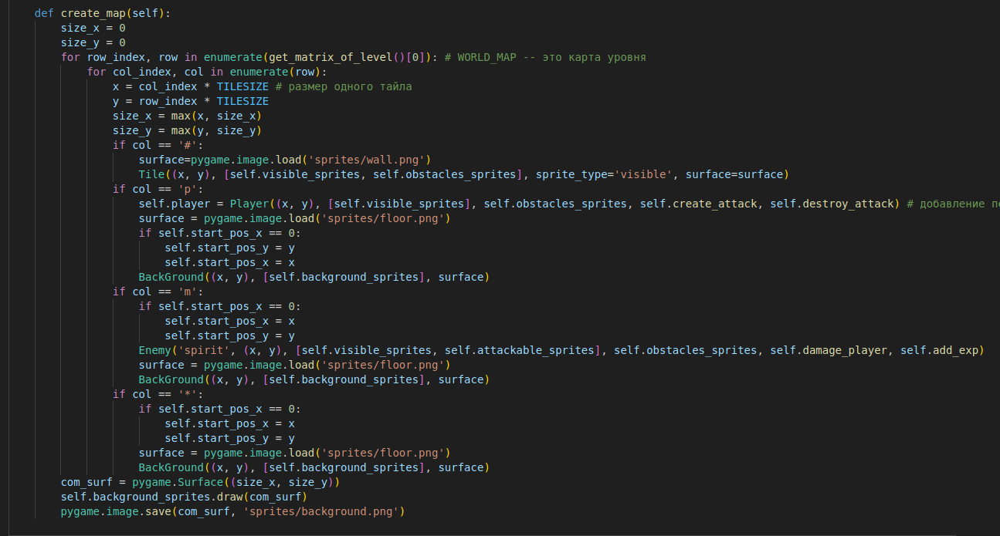 def create_map(self):
    size_x = 0
    size_y = 0
    for row_index, row in enumerate(get_matrix_of_level()[0]): # WORLD_MAP -- это карта уровня
        for col_index, col in enumerate(row):
            x = col_index * TILESIZE # размер одного тайла
            y = row_index * TILESIZE
            size_x = max(x, size_x)
            size_y = max(y, size_y)
            if col == '#':
                surface=pygame.image.load('sprites/wall.png')
                Tile((x, y), [self.visible_sprites, self.obstacles_sprites], sprite_type='visible', surface=surface)
            if col == 'p':
                self.player = Player((x, y), [self.visible_sprites], self.obstacles_sprites, self.create_attack, self.destroy_attack) # добавление
                surface = pygame.image.load('sprites/floor.png')
                if self.start_pos_x == 0:
                    self.start_pos_y = y
                    self.start_pos_x = x
                BackGround((x, y), [self.background_sprites], surface)
            if col == 'm':
                if self.start_pos_x == 0:
                    self.start_pos_x = x
                    self.start_pos_y = y
                Enemy('spirit', (x, y), [self.visible_sprites, self.attackable_sprites], self.obstacles_sprites, self.damage_player, self.add_exp)
                surface = pygame.image.load('sprites/floor.png')
                BackGround((x, y), [self.background_sprites], surface)
            if col == '*':
                if self.start_pos_x == 0:
                    self.start_pos_x = x
                    self.start_pos_y = y
                surface = pygame.image.load('sprites/floor.png')
                BackGround((x, y), [self.background_sprites], surface)
    com_surf = pygame.Surface((size_x, size_y))
    self.background_sprites.draw(com_surf)
    pygame.image.save(com_surf, 'sprites/background.png')